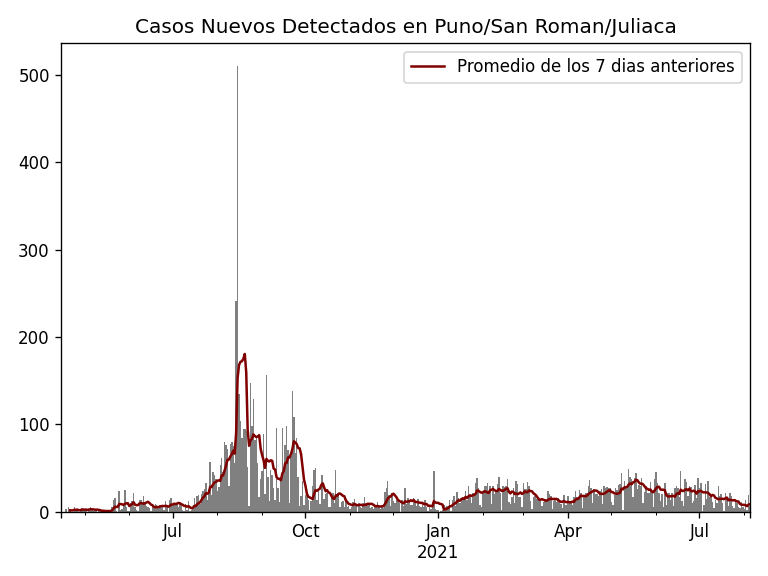 Casos Nuevos Detectados en Puno/San Roman/Juliaca
Promedio de los 7 dias anteriores
500
400
300
200
100
0
Jul
Oct
Jan
2021
Apr
Jul